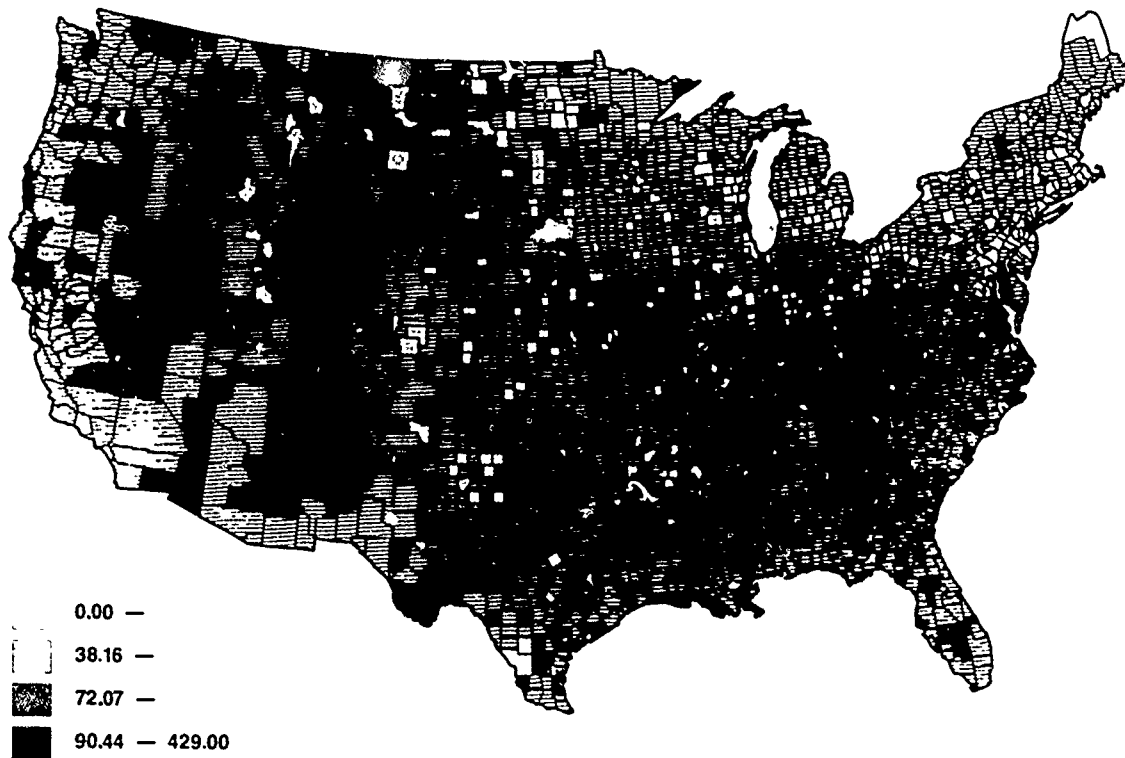 0.00 —
38.16 —
72.07 —
90.44 — 429.00